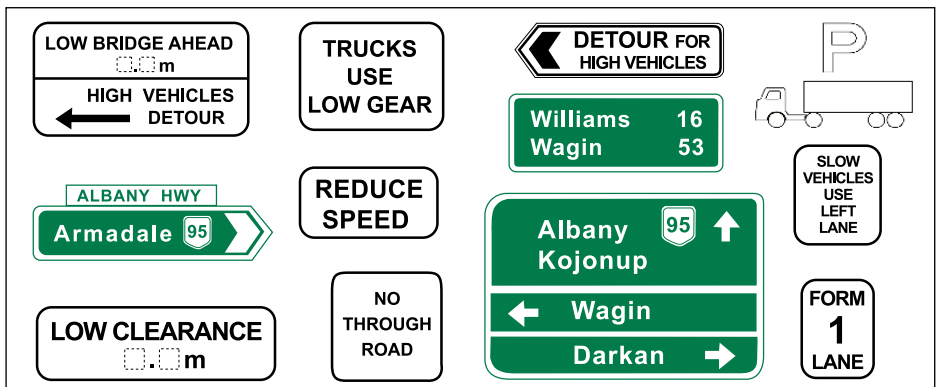 LOW BRIDGE AHEAD
. m
HIGH VEHICLES
DETOUR
TRUCKS
USE
LOW GEAR
DETOUR FOR
HIGH VEHICLES
P
Williams 16
Wagin 53
ALBANY HWY
Armadale 95
REDUCE
SPEED
SLOW
VEHICLES
USE
LEFT
LANE
Albany 95
Kojonup
Wagin
Darkan
LOW CLEARANCE
. m
NO
THROUGH
ROAD
FORM
1
LANE